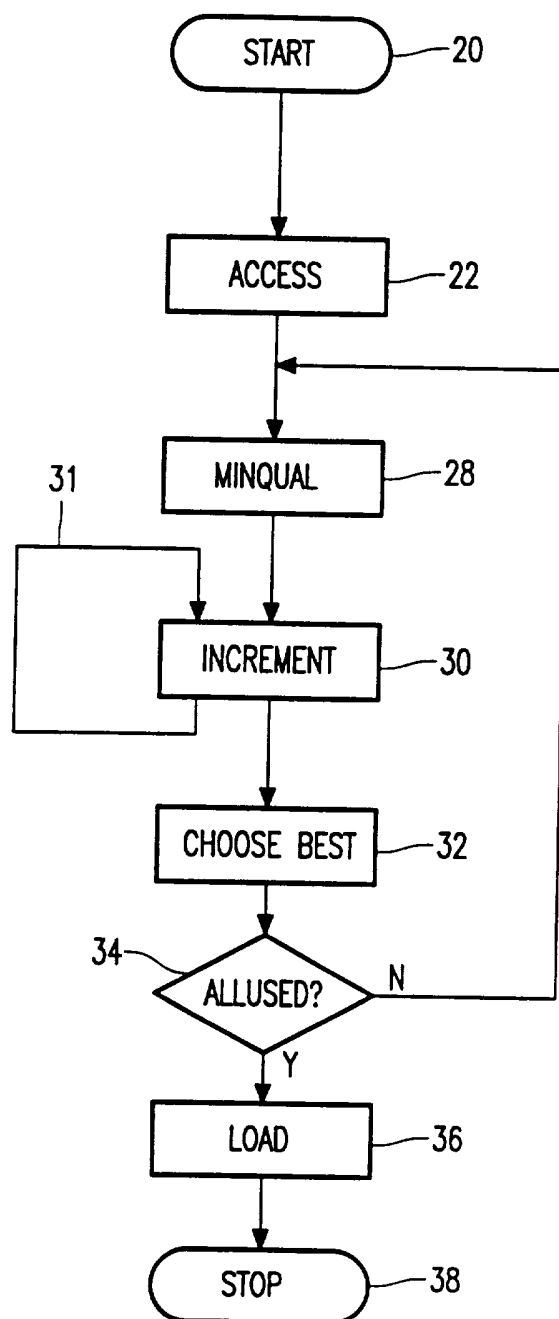 START 20
ACCESS 22
MINQUAL 28
31
INCREMENT 30
CHOOSE BEST 32
34
ALLUSED? N
Y
LOAD 36
STOP 38